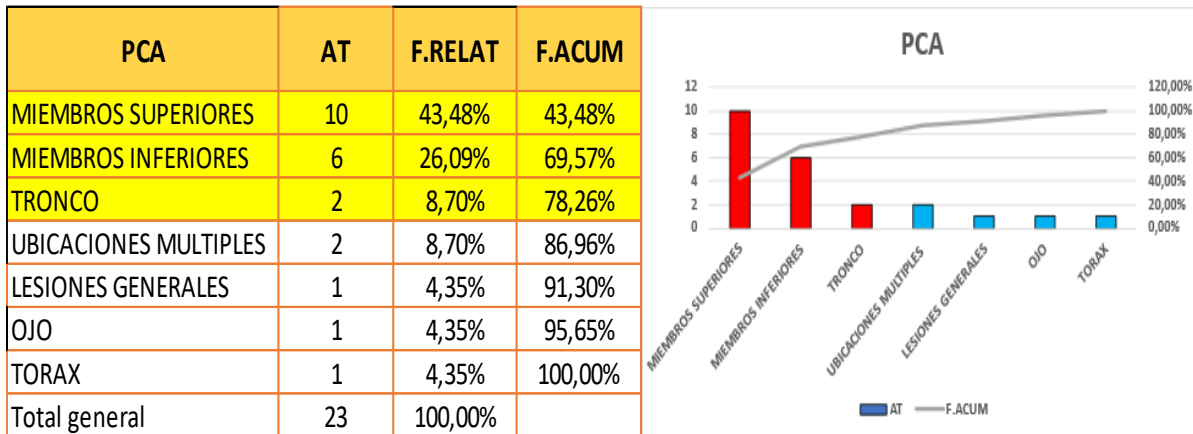 PCA AT F.RELAT F.ACUM
MIEMBROS SUPERIORES 10 43,48% 43,48%
MIEMBROS INFERIORES 6 26,09% 69,57%
TRONCO 2 8,70% 78,26%
UBICACIONES MULTIPLES 2 8,70% 86,96%
LESIONES GENERALES 1 4,35% 91,30%
OJO 1 4,35% 95,65%
TORAX 1 4,35% 100,00%
Total general 23 100,00%
PCA
12 120,00%
10 100,00%
8 80,00%
6 60,00%
4 40,00%
2 20,00%
0 0,00%
MIEMBROS SUPERIORES
MIEMBROS INFERIORES
TRONCO
UBICACIONES MULTIPLES
LESIONES GENERALES
OJO
TORAX
AT F.ACUM